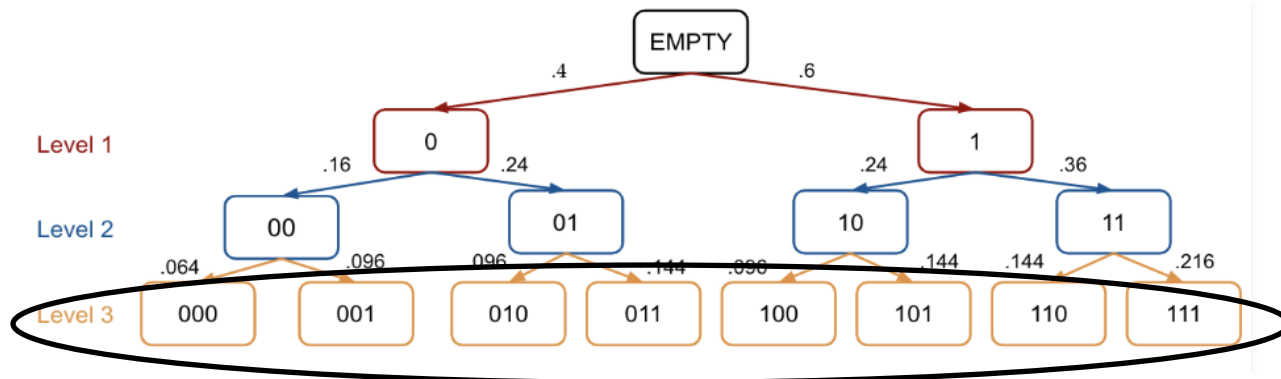 EMPTY
.4 .6
Level 1 0 1
.16 .24 .24 .36
Level 2 00 01 10 11
.064 .096 .096 .144 .096 .144 .144 .216
Level 3 000 001 010 011 100 101 110 111